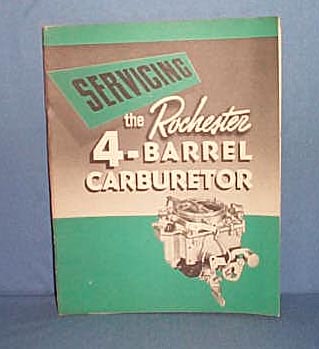 SERVICING
the Rochester
4-BARREL
CARBURETOR